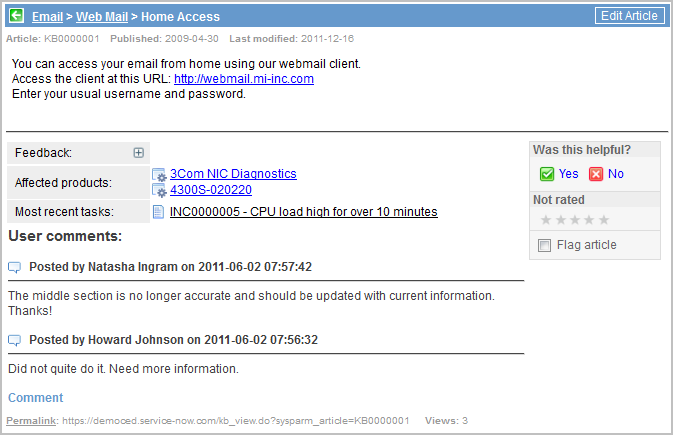 Email > Web Mail > Home Access Edit Article
Article: KB0000001 Published: 2009-04-30 Last modified: 2011-12-16
You can access your email from home using our webmail client.
Access the client at this URL: http://webmail.mi-inc.com
Enter your usual username and password.
Feedback:
Affected products:
3Com NIC Diagnostics
4300S-020220
Most recent tasks: INC0000005 - CPU load high for over 10 minutes
Was this helpful?
Yes No
Not rated
Flag article
User comments:
Posted by Natasha Ingram on 2011-06-02 07:57:42
The middle section is no longer accurate and should be updated with current information.
Thanks!
Posted by Howard Johnson on 2011-06-02 07:56:32
Did not quite do it. Need more information.
Comment
Permalink: https://democed.service-now.com/kb_view.do?sysparm_article=KB0000001 Views: 3